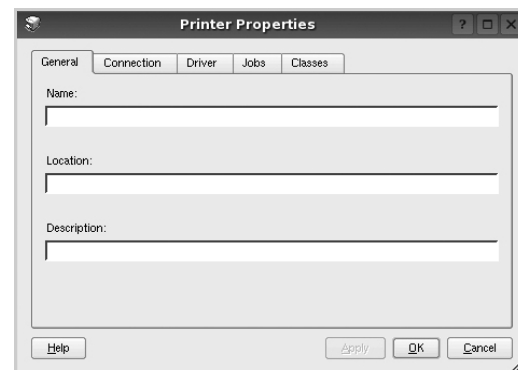 Printer Properties
General Connection Driver Jobs Classes
Name:
Location:
Description:
Help Apply OK Cancel